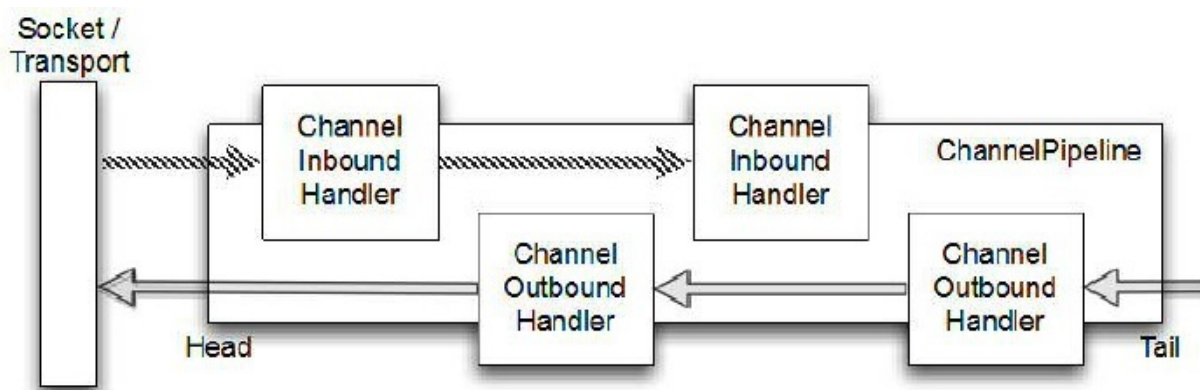 Socket /
Transport
Channel
Inbound
Handler
Channel
Inbound
Handler
ChannelPipeline
Channel
Outbound
Handler
Channel
Outbound
Handler
Head
Tail